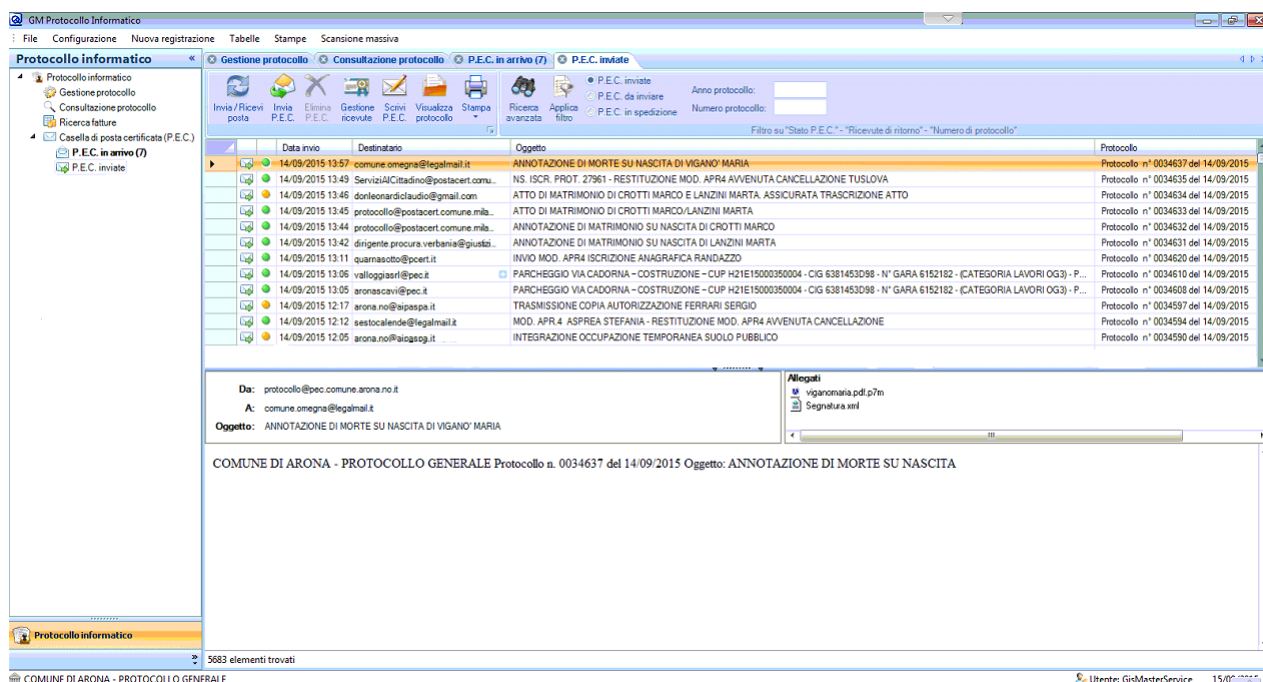 GM Protocollo Informatico
File Configurazione Nuova registrazione Tabelle Stampe Scansione massiva
Protocollo informatico «
Gestione protocollo Consultazione protocollo P.E.C. in arrivo (7) P.E.C. inviate
Protocollo informatico
Gestione protocollo
Consultazione protocollo
Ricerca fatture
Casella di posta certificata (P.E.C.)
P.E.C. in arrivo (7)
P.E.C. inviate
Invia/Ricevi posta
Invia P.E.C.
Elimina P.E.C.
Gestione ricevute
Scrivi P.E.C.
Visualizza protocollo
Stampa
Ricerca avanzata
Applica filtro
P.E.C. inviate
P.E.C. da inviare
P.E.C. in spedizione
Anno protocollo:
Numero protocollo:
Filtro su "Stato P.E.C." - "Ricevute di ritorno" - "Numero di protocollo"
Data invio Destinatario Oggetto Protocollo
14/09/2015 13:57 comune.omegna@legalmail.it ANNOTAZIONE DI MORTE SU NASCITA DI VIGANO' MARIA Protocollo n° 0034637 del 14/09/2015
14/09/2015 13:49 ServiziAlCittadino@postacert.comu... NS. ISCR. PROT. 27961 - RESTITUZIONE MOD. APR4 AVVENUTA CANCELLAZIONE TUSLOVA Protocollo n° 0034635 del 14/09/2015
14/09/2015 13:46 donleonardiclaudio@gmail.com ATTO DI MATRIMONIO DI CROTTI MARCO E LANZINI MARTA. ASSICURATA TRASCRIZIONE ATTO Protocollo n° 0034634 del 14/09/2015
14/09/2015 13:45 protocollo@postacert.comune.mila... ATTO DI MATRIMONIO DI CROTTI MARCO/LANZINI MARTA Protocollo n° 0034633 del 14/09/2015
14/09/2015 13:44 protocollo@postacert.comune.mila... ANNOTAZIONE DI MATRIMONIO SU NASCITA DI CROTTI MARCO Protocollo n° 0034632 del 14/09/2015
14/09/2015 13:42 dirigente.procura.verbania@giustizi... ANNOTAZIONE DI MATRIMONIO SU NASCITA DI LANZINI MARTA Protocollo n° 0034631 del 14/09/2015
14/09/2015 13:11 quarnasotto@pcert.it INVIO MOD. APR4 ISCRIZIONE ANAGRAFICA RANDAZZO Protocollo n° 0034620 del 14/09/2015
14/09/2015 13:06 valloggiasrl@pec.it PARCHEGGIO VIA CADORNA – COSTRUZIONE – CUP H21E15000350004 - CIG 6381453D98 - N° GARA 6152182 - (CATEGORIA LAVORI OG3) - P... Protocollo n° 0034610 del 14/09/2015
14/09/2015 13:05 aronascavi@pec.it PARCHEGGIO VIA CADORNA – COSTRUZIONE – CUP H21E15000350004 - CIG 6381453D98 - N° GARA 6152182 - (CATEGORIA LAVORI OG3) - P... Protocollo n° 0034608 del 14/09/2015
14/09/2015 12:17 arona.no@aipaspa.it TRASMISSIONE COPIA AUTORIZZAZIONE FERRARI SERGIO Protocollo n° 0034597 del 14/09/2015
14/09/2015 12:12 sestocalende@legalmail.it MOD. APR.4 ASPREA STEFANIA - RESTITUZIONE MOD. APR4 AVVENUTA CANCELLAZIONE Protocollo n° 0034594 del 14/09/2015
14/09/2015 12:05 arona.no@aipaspa.it INTEGRAZIONE OCCUPAZIONE TEMPORANEA SUOLO PUBBLICO Protocollo n° 0034590 del 14/09/2015
Da: protocollo@pec.comune.arona.no.it
A: comune.omegna@legalmail.it
Oggetto: ANNOTAZIONE DI MORTE SU NASCITA DI VIGANO' MARIA
Allegati
viganomaria.pdf.p7m
Segnatura.xml
COMUNE DI ARONA - PROTOCOLLO GENERALE Protocollo n. 0034637 del 14/09/2015 Oggetto: ANNOTAZIONE DI MORTE SU NASCITA
Protocollo informatico
5683 elementi trovati
COMUNE DI ARONA - PROTOCOLLO GENERALE Utente: GisMasterService